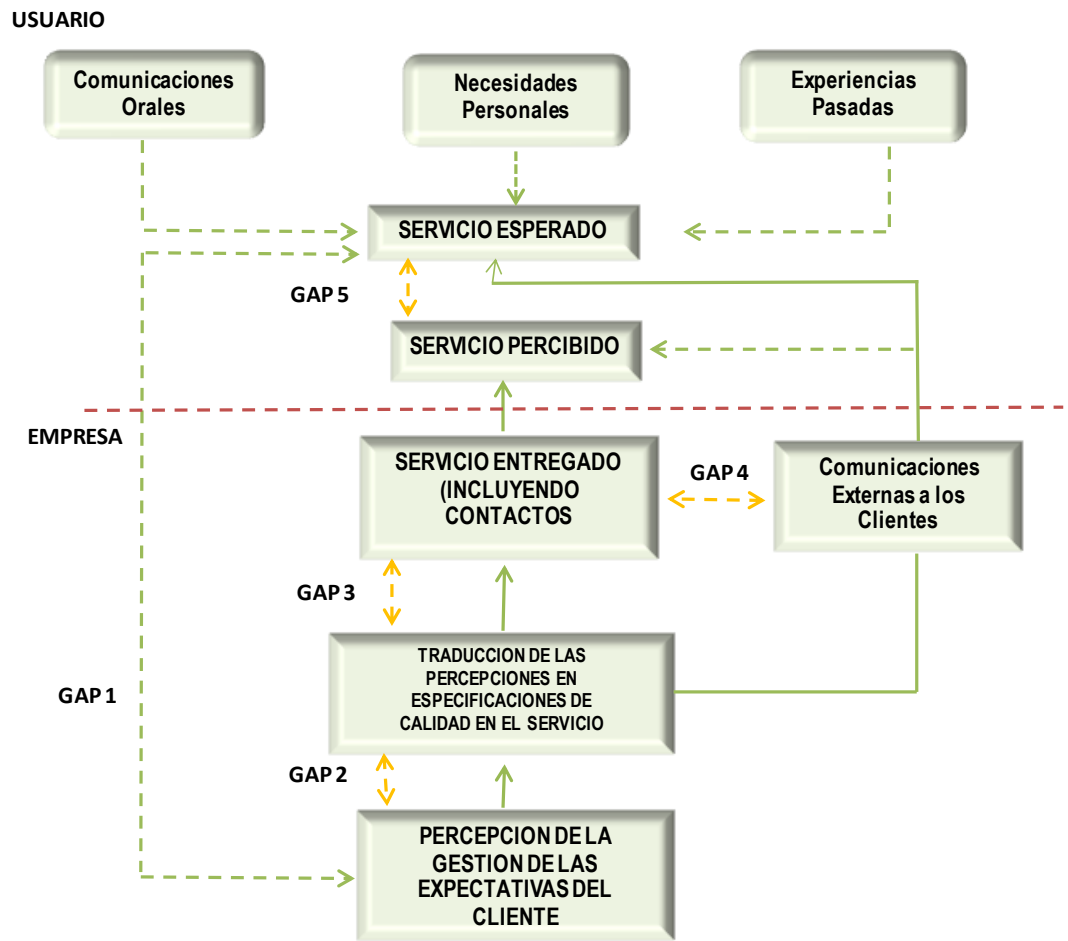 USUARIO
Comunicaciones
Orales
Necesidades
Personales
Experiencias
Pasadas
SERVICIO ESPERADO
GAP 5
SERVICIO PERCIBIDO
EMPRESA
SERVICIO ENTREGADO
(INCLUYENDO
CONTACTOS
GAP 4
Comunicaciones
Externas a los
Clientes
GAP 3
TRADUCCION DE LAS
PERCEPCIONES EN
ESPECIFICACIONES DE
CALIDAD EN EL SERVICIO
GAP 1
GAP 2
PERCEPCION DE LA
GESTION DE LAS
EXPECTATIVAS DEL
CLIENTE